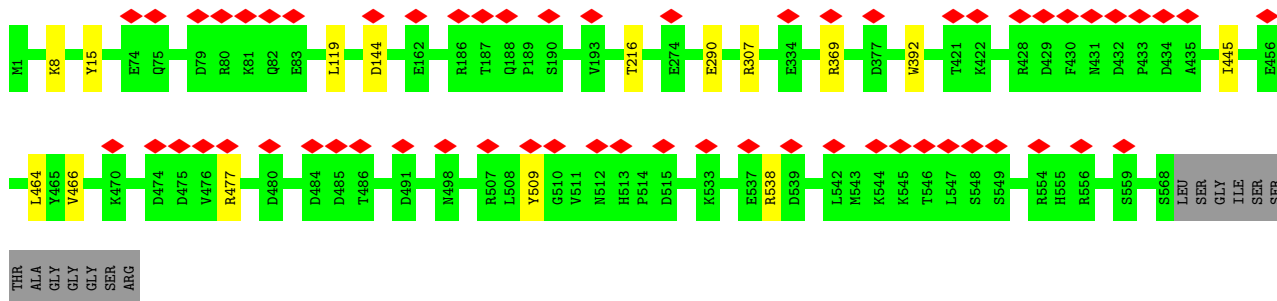 M1 K8 Y15 E74 Q75 D79 R80 K81 Q82 E83 L119 D144 E162 R186 T187 Q188 P189 S190 V193 T216 E274 E290 R307 E334 R369 D377 W392 T421 K422 R428 D429 F430 N431 D432 P433 D434 A435 I445 E456
L464 Y465 V466 K470 D474 D475 V476 R477 D480 D484 D485 T486 D491 N498 R507 L508 Y509 G510 V511 N512 H513 P514 D515 K533 E537 R538 D539 L542 M543 K544 K545 T546 L547 S548 S549 R554 H555 R556 S559 S568 LEU SER GLY ILE SER SER
THR ALA GLY GLY GLY SER ARG